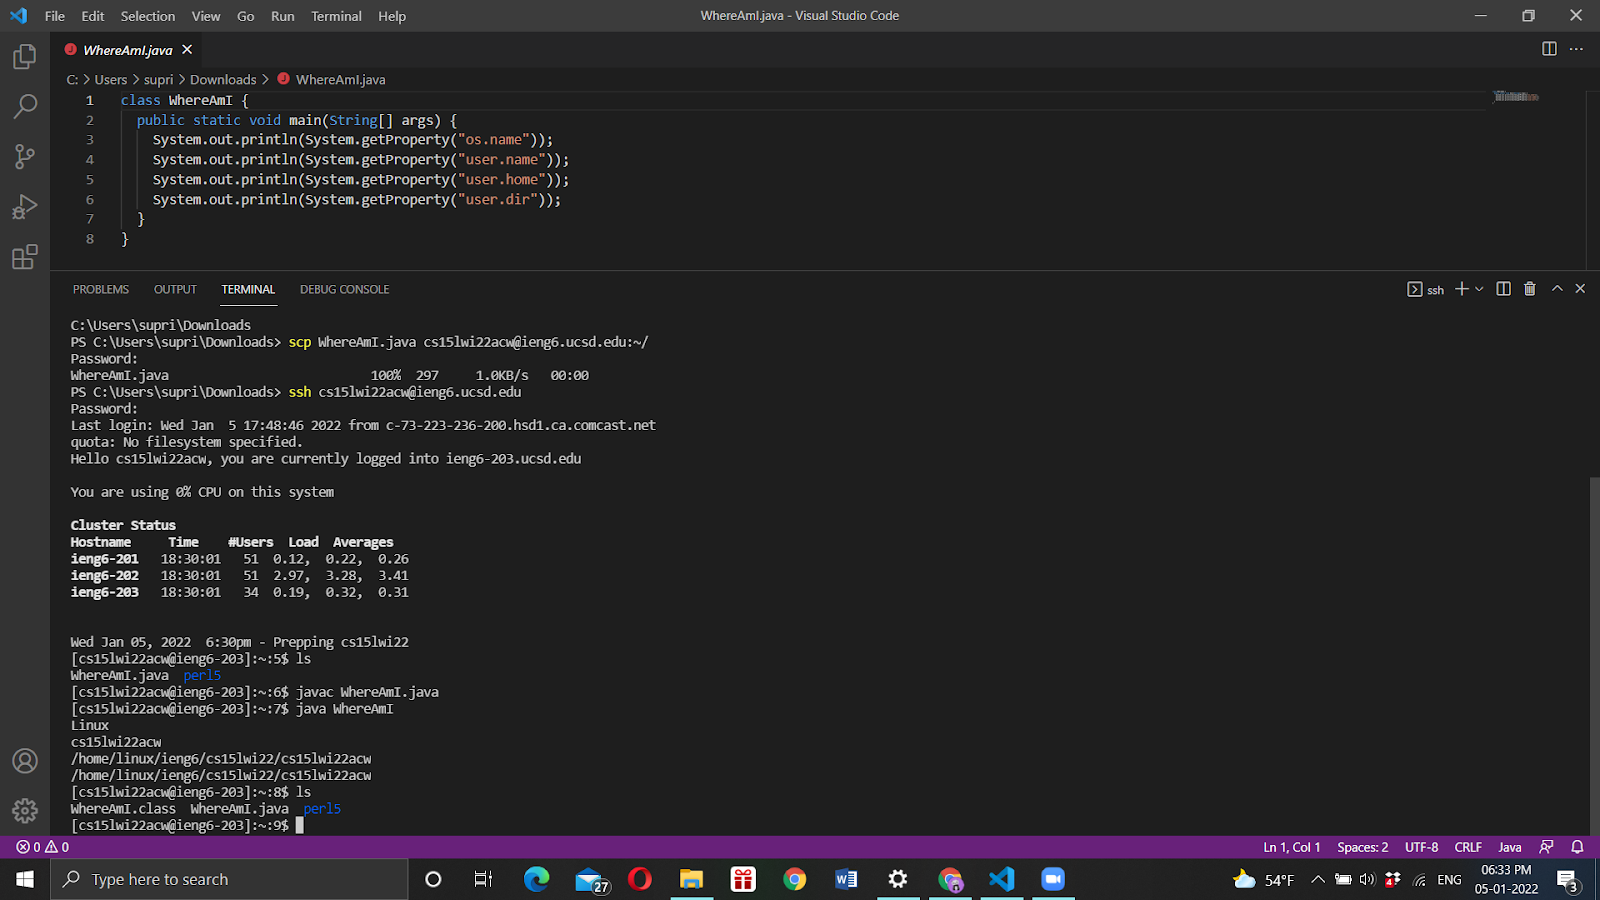 File Edit Selection View Go Run Terminal Help WhereAmI.java - Visual Studio Code
WhereAmI.java
C: > Users > supri > Downloads > WhereAmI.java
1 class WhereAmI {
2 public static void main(String[] args) {
3 System.out.println(System.getProperty("os.name"));
4 System.out.println(System.getProperty("user.name"));
5 System.out.println(System.getProperty("user.home"));
6 System.out.println(System.getProperty("user.dir"));
7 }
8 }
PROBLEMS OUTPUT TERMINAL DEBUG CONSOLE ssh
C:\Users\supri\Downloads
PS C:\Users\supri\Downloads> scp WhereAmI.java cs15lwi22acw@ieng6.ucsd.edu:~/
Password:
WhereAmI.java 100% 297 1.0KB/s 00:00
PS C:\Users\supri\Downloads> ssh cs15lwi22acw@ieng6.ucsd.edu
Password:
Last login: Wed Jan 5 17:48:46 2022 from c-73-223-236-200.hsd1.ca.comcast.net
quota: No filesystem specified.
Hello cs15lwi22acw, you are currently logged into ieng6-203.ucsd.edu
You are using 0% CPU on this system
Cluster Status
Hostname Time #Users Load Averages
ieng6-201 18:30:01 51 0.12, 0.22, 0.26
ieng6-202 18:30:01 51 2.97, 3.28, 3.41
ieng6-203 18:30:01 34 0.19, 0.32, 0.31
Wed Jan 05, 2022 6:30pm - Prepping cs15lwi22
[cs15lwi22acw@ieng6-203]:~:5$ ls
WhereAmI.java perl5
[cs15lwi22acw@ieng6-203]:~:6$ javac WhereAmI.java
[cs15lwi22acw@ieng6-203]:~:7$ java WhereAmI
Linux
cs15lwi22acw
/home/linux/ieng6/cs15lwi22/cs15lwi22acw
/home/linux/ieng6/cs15lwi22/cs15lwi22acw
[cs15lwi22acw@ieng6-203]:~:8$ ls
WhereAmI.class WhereAmI.java perl5
[cs15lwi22acw@ieng6-203]:~:9$
0 0 Ln 1, Col 1 Spaces: 2 UTF-8 CRLF Java
Type here to search 27 54°F 4 ENG 06:33 PM
05-01-2022 3